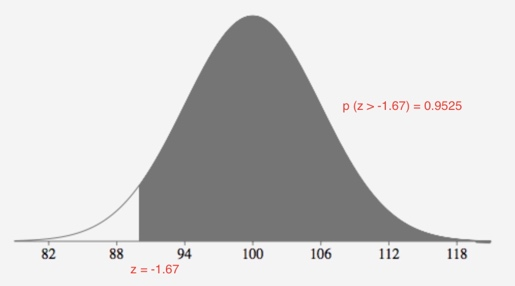 p (z > -1.67) = 0.9525
82 88 94 100 106 112 118
z = -1.67